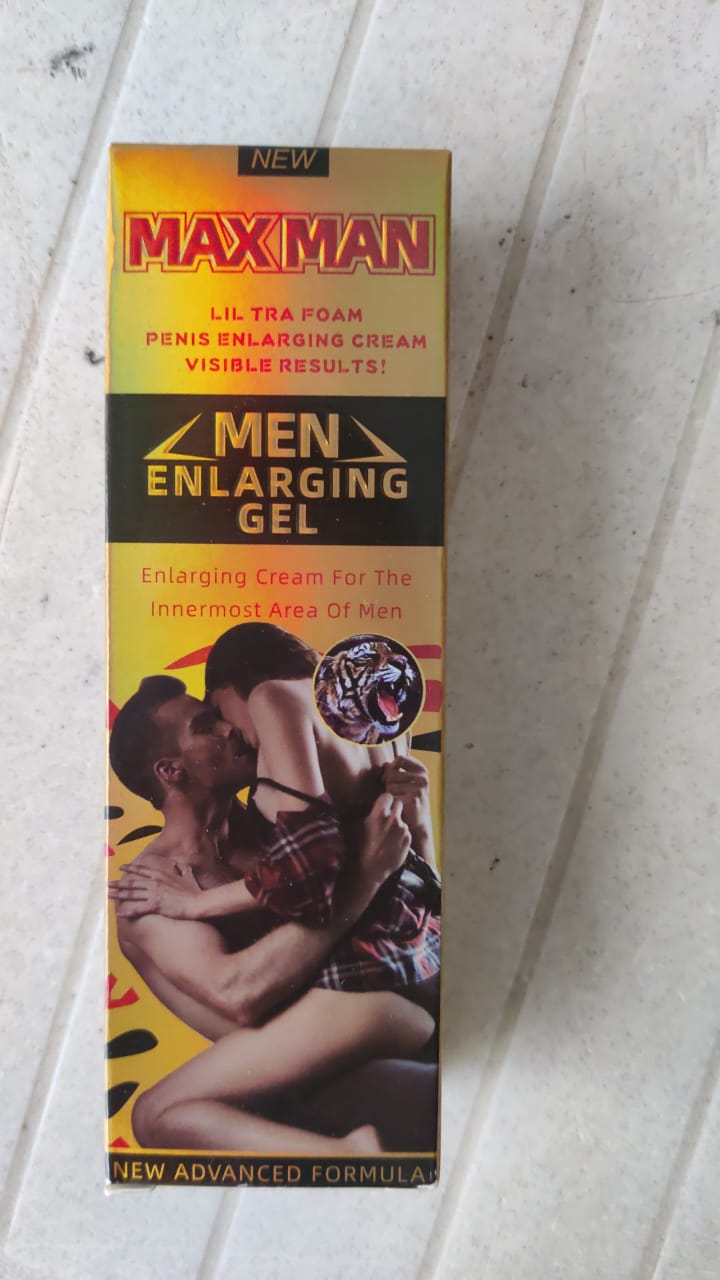 NEW
MAXMAN
LIL TRA FOAM
PENIS ENLARGING CREAM
VISIBLE RESULTS!
MEN
ENLARGING
GEL
Enlarging Cream For The
Innermost Area Of Men
NEW ADVANCED FORMULA